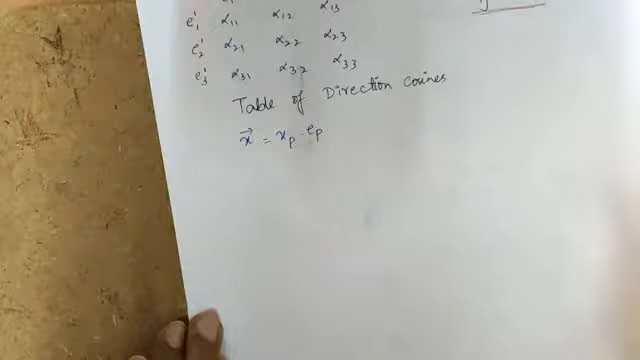 e'₁ α₁₁ α₁₂ α₁₃
e'₂ α₂₁ α₂₂ α₂₃
e'₃ α₃₁ α₃₂ α₃₃
Table of Direction Cosines
x⃗ = xₚ · eₚ